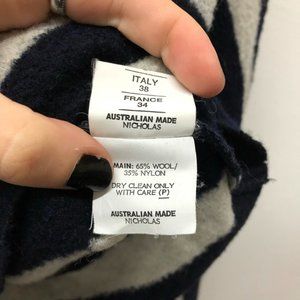 ITALY
38
FRANCE
34
AUSTRALIAN MADE
NICHOLAS
MAIN: 65% WOOL/
35% NYLON
DRY CLEAN ONLY
WITH CARE (P)
AUSTRALIAN MADE
NICHOLAS